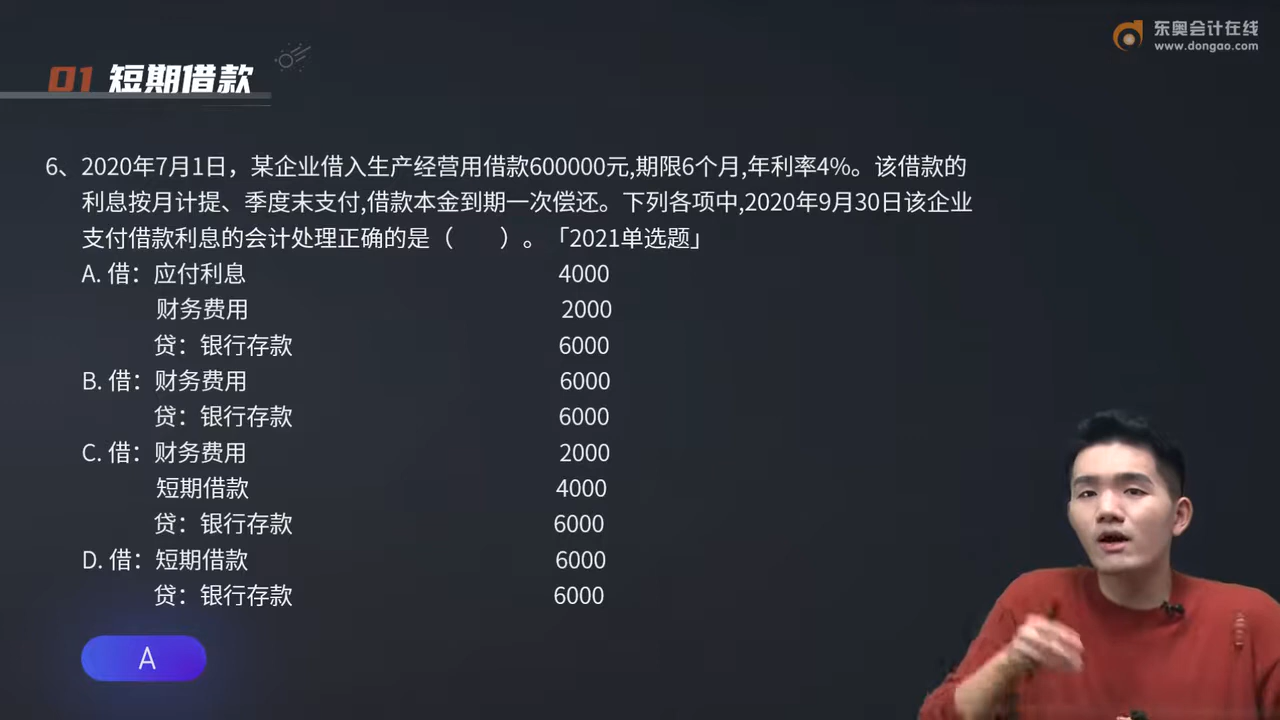 东奥会计在线
www.dongao.com
01 短期借款
6、2020年7月1日，某企业借入生产经营用借款600000元,期限6个月,年利率4%。该借款的
利息按月计提、季度末支付,借款本金到期一次偿还。下列各项中,2020年9月30日该企业
支付借款利息的会计处理正确的是（　　）。「2021单选题」
A. 借：应付利息 4000
财务费用 2000
贷：银行存款 6000
B. 借：财务费用 6000
贷：银行存款 6000
C. 借：财务费用 2000
短期借款 4000
贷：银行存款 6000
D. 借：短期借款 6000
贷：银行存款 6000
A